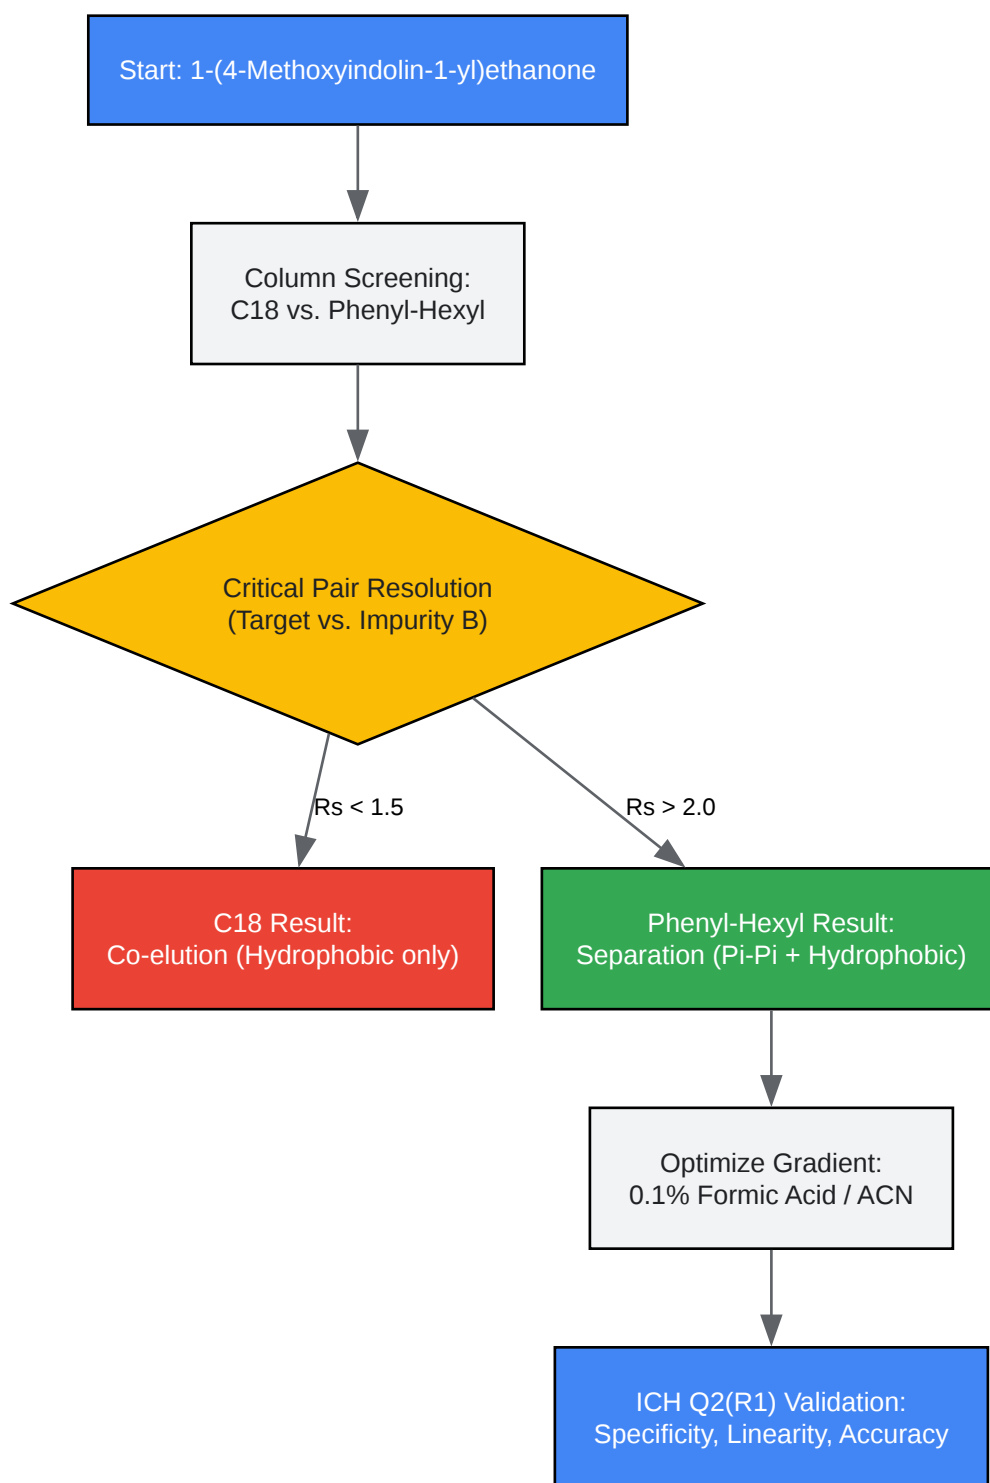 Start: 1-(4-Methoxyindolin-1-yl)ethanone
Column Screening:
C18 vs. Phenyl-Hexyl
Critical Pair Resolution
(Target vs. Impurity B)
Rs < 1.5
Rs > 2.0
C18 Result:
Co-elution (Hydrophobic only)
Phenyl-Hexyl Result:
Separation (Pi-Pi + Hydrophobic)
Optimize Gradient:
0.1% Formic Acid / ACN
ICH Q2(R1) Validation:
Specificity, Linearity, Accuracy